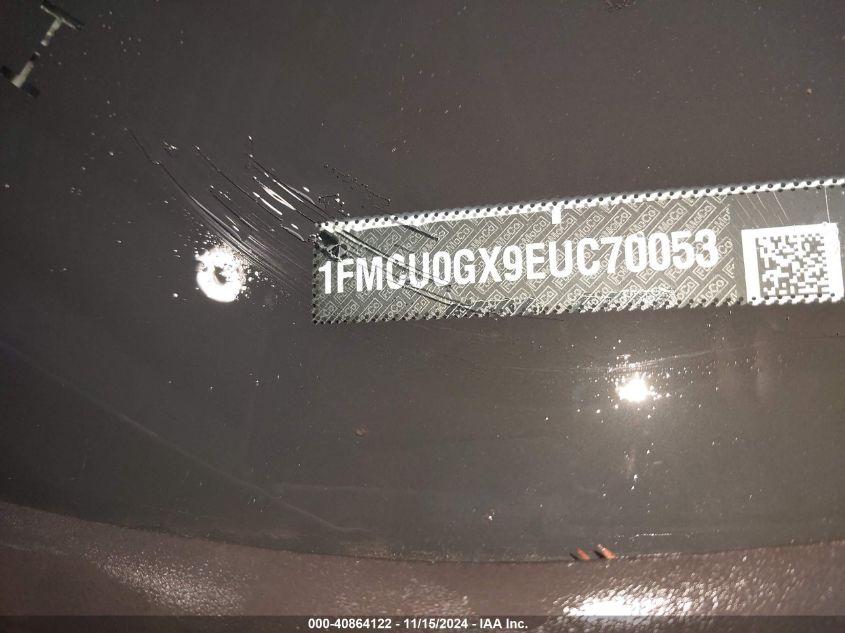 1FMCU0GX9EUC70053
000-40864122 - 11/15/2024 - IAA Inc.